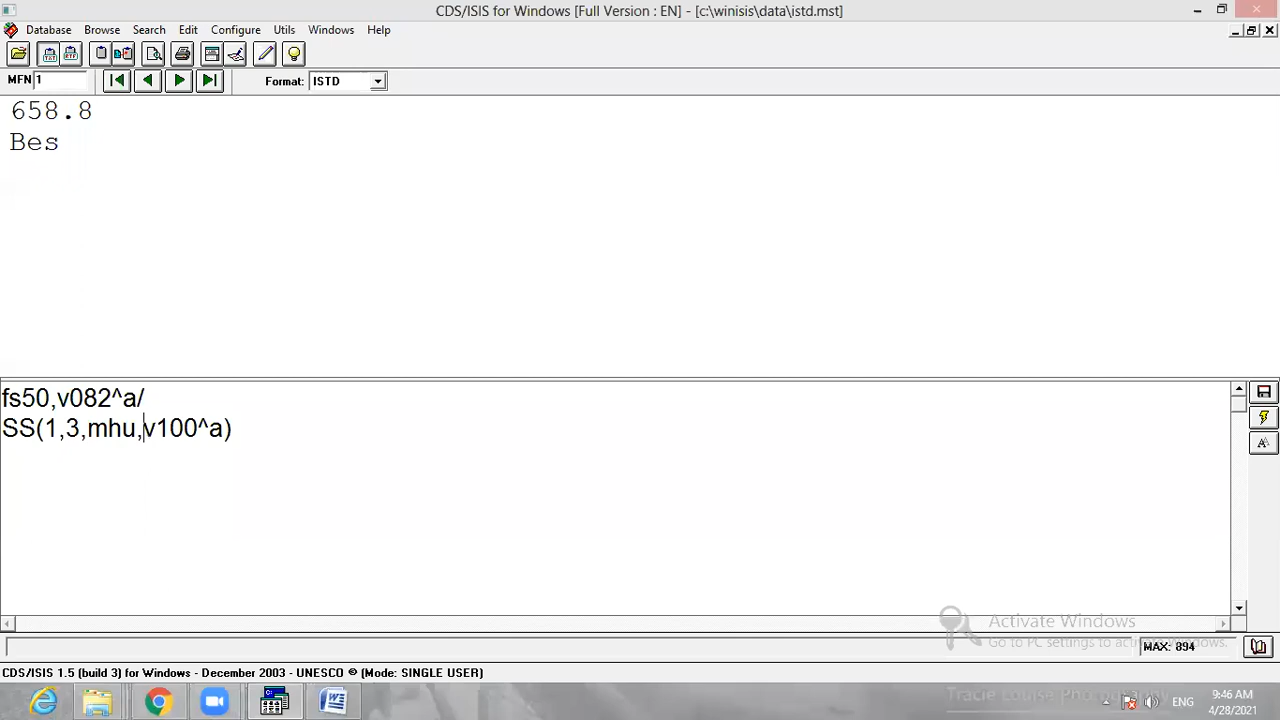 CDS/ISIS for Windows [Full Version : EN] - [c:\winisis\data\istd.mst]
Database Browse Search Edit Configure Utils Windows Help
MFN 1 Format: ISTD
658.8
Bes
fs50,v082^a/
SS(1,3,mhu,v100^a)
Activate Windows
Go to PC settings to activate Windows.
MAX: 894
CDS/ISIS 1.5 (build 3) for Windows - December 2003 - UNESCO ® (Mode: SINGLE USER)
Tracie Louise Photography
ENG
9:46 AM
4/28/2021